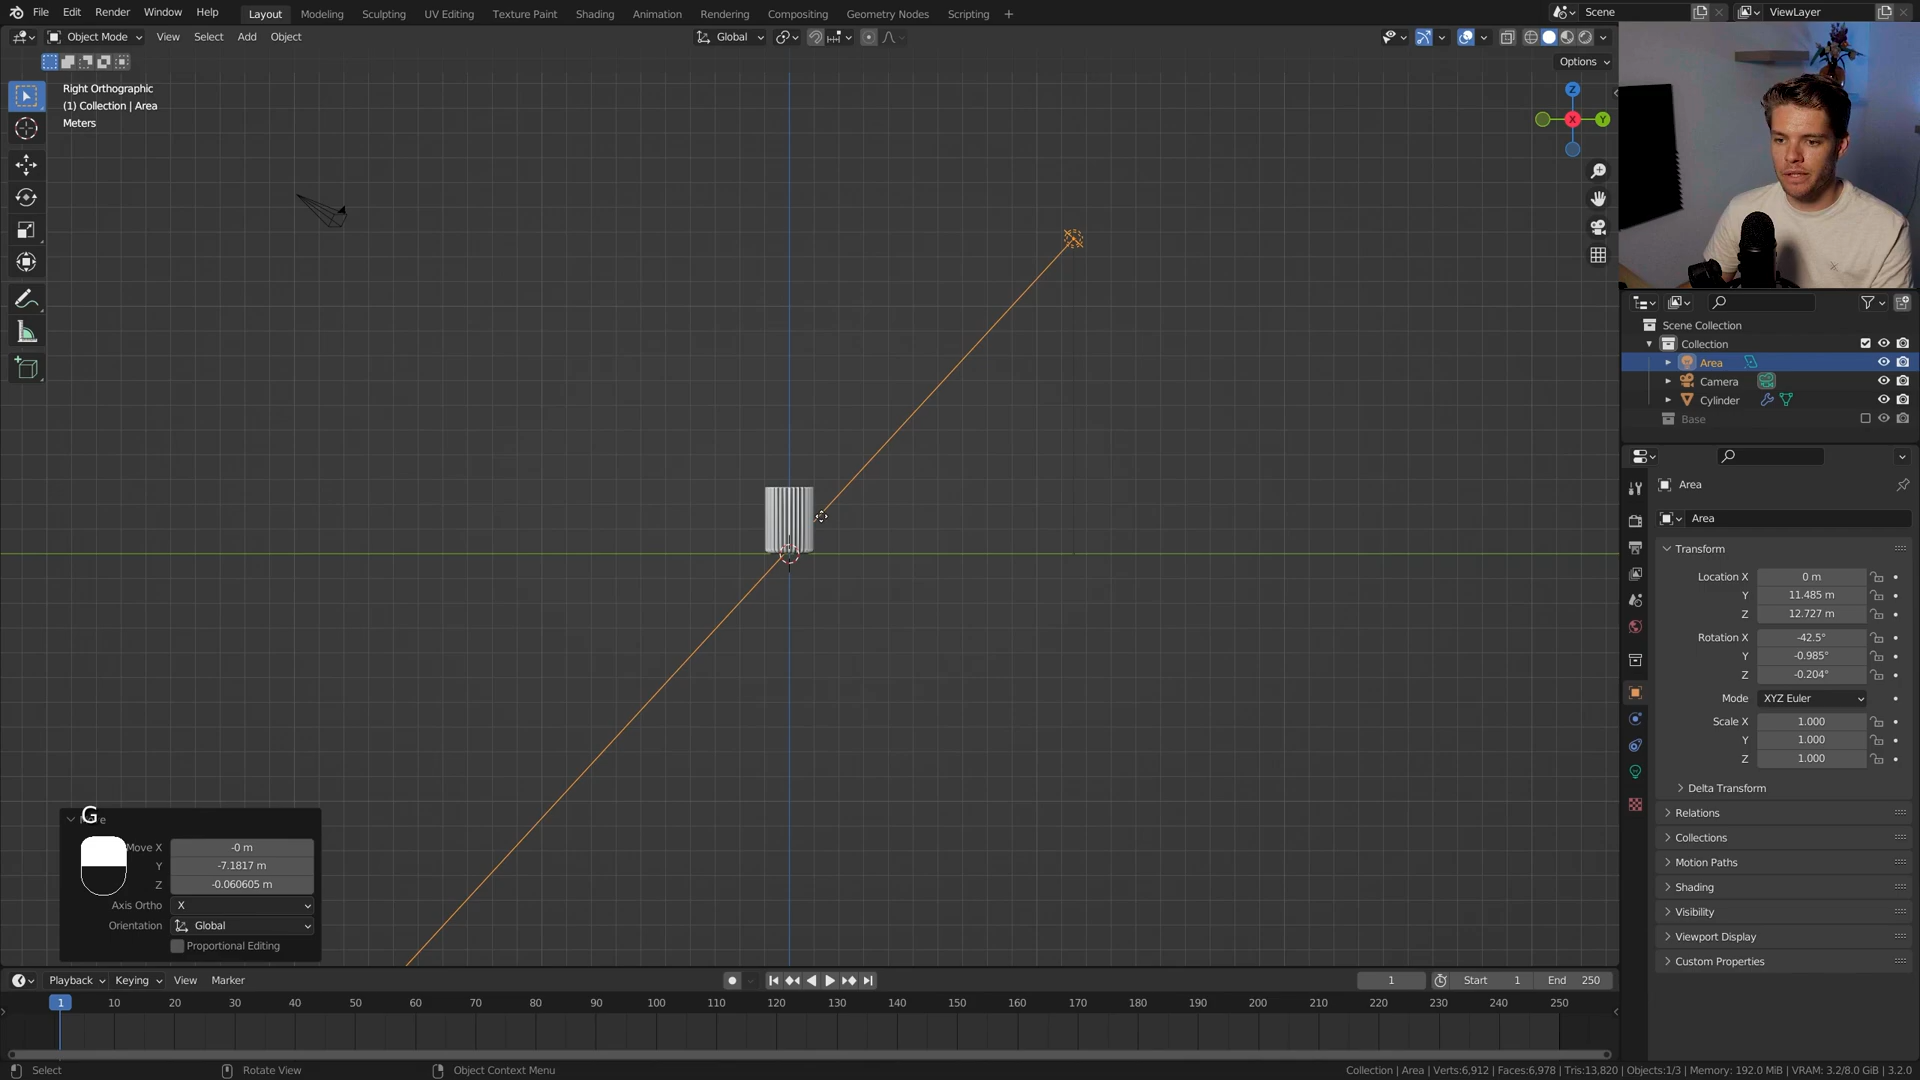 File Edit Render Window Help Layout Modeling Sculpting UV Editing Texture Paint Shading Animation Rendering Compositing Geometry Nodes Scripting + Scene ViewLayer
Object Mode View Select Add Object Global
Options
Right Orthographic
(1) Collection | Area
Meters
Z
X
Y
Scene Collection
Collection
Area
Camera
Cylinder
Base
Area
Area
Transform
Location X 0 m
Y 11.485 m
Z 12.727 m
Rotation X -42.5°
Y -0.985°
Z -0.204°
Mode XYZ Euler
Scale X 1.000
Y 1.000
Z 1.000
Delta Transform
Relations
Collections
Motion Paths
Shading
Visibility
Viewport Display
Custom Properties
G
Move X -0 m
Y -7.1817 m
Z -0.060605 m
Axis Ortho X
Orientation Global
Proportional Editing
Playback Keying View Marker 1 Start 1 End 250
1 10 20 30 40 50 60 70 80 90 100 110 120 130 140 150 160 170 180 190 200 210 220 230 240 250
Select Rotate View Object Context Menu Collection | Area | Verts:6,912 | Faces:6,978 | Tris:13,820 | Objects:1/3 | Memory: 192.0 MiB | VRAM: 3.2/8.0 GiB | 3.2.0